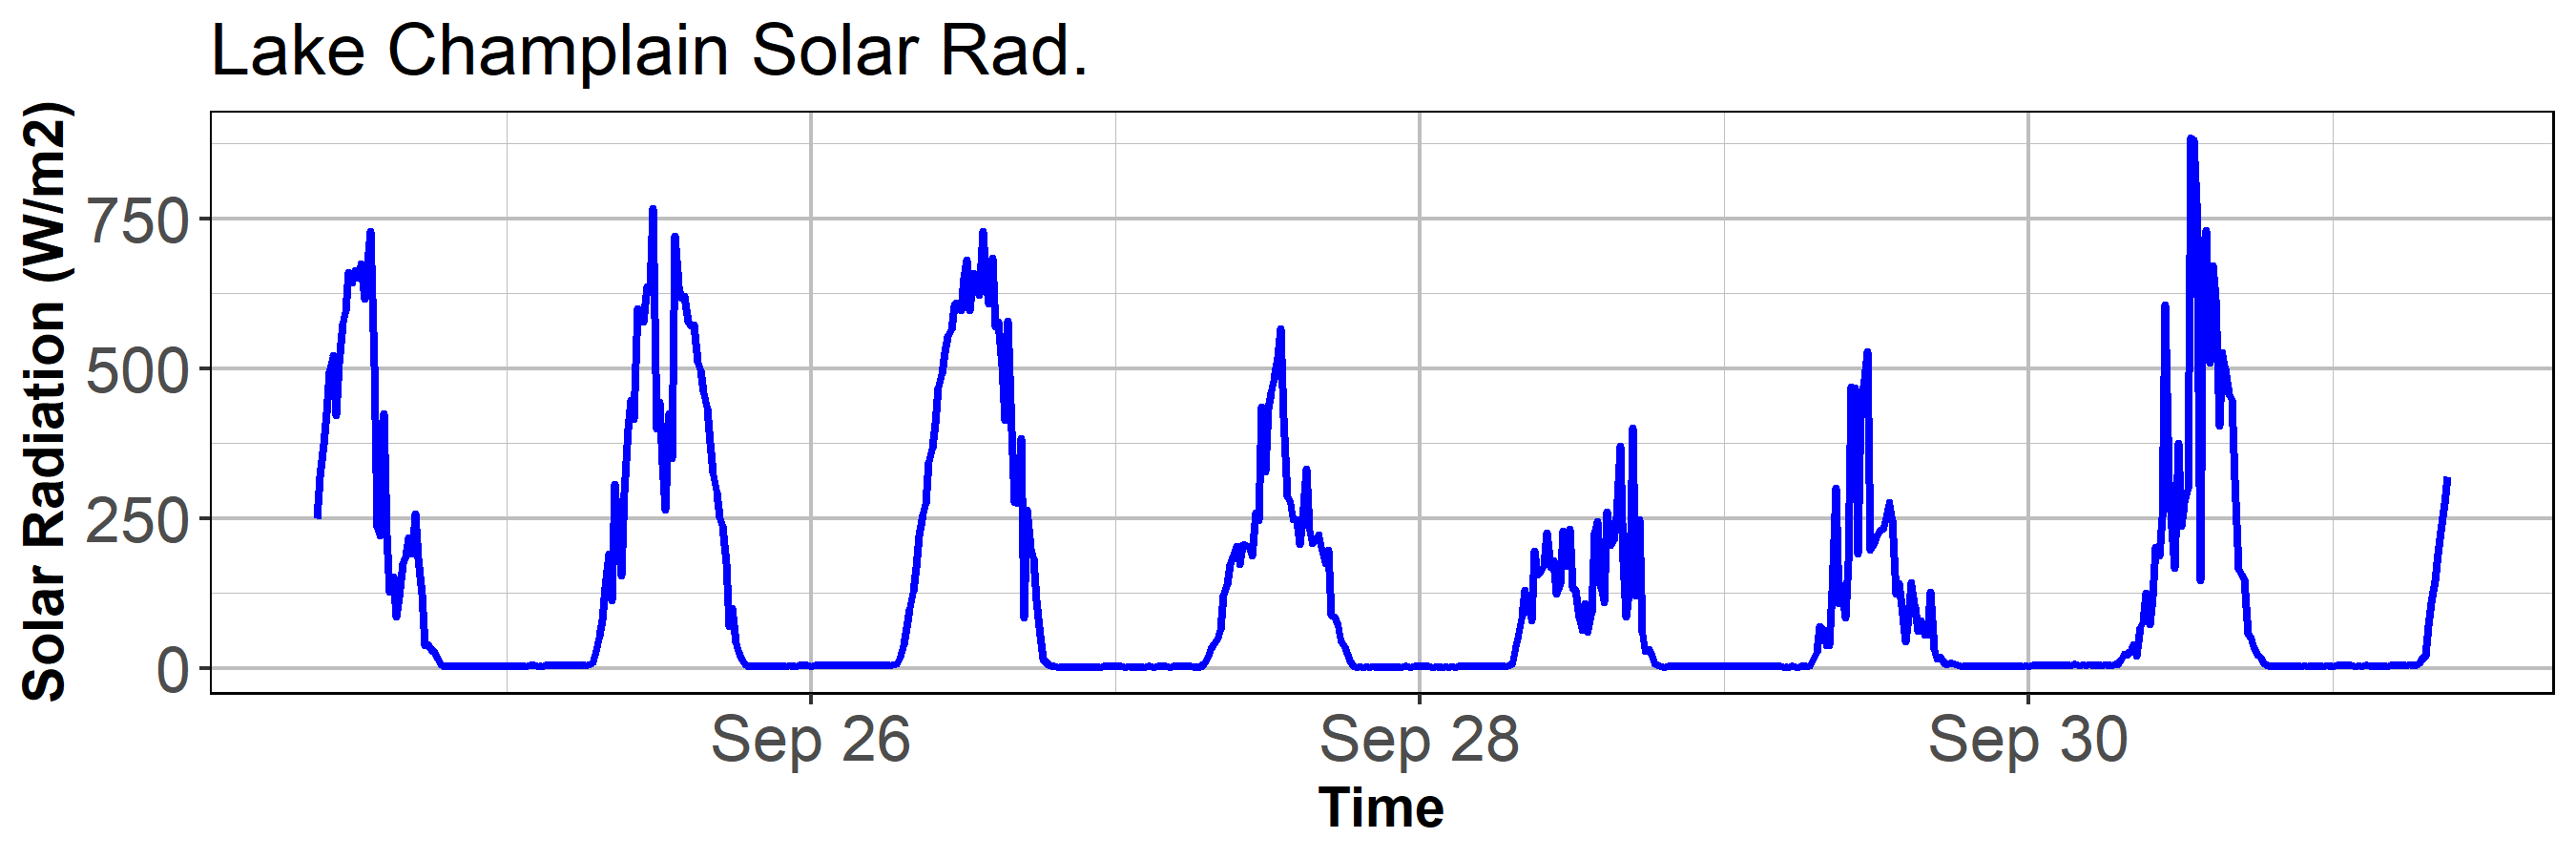 Lake Champlain Solar Rad.
Solar Radiation (W/m2)
750
500
250
0
Sep 26 Sep 28 Sep 30
Time